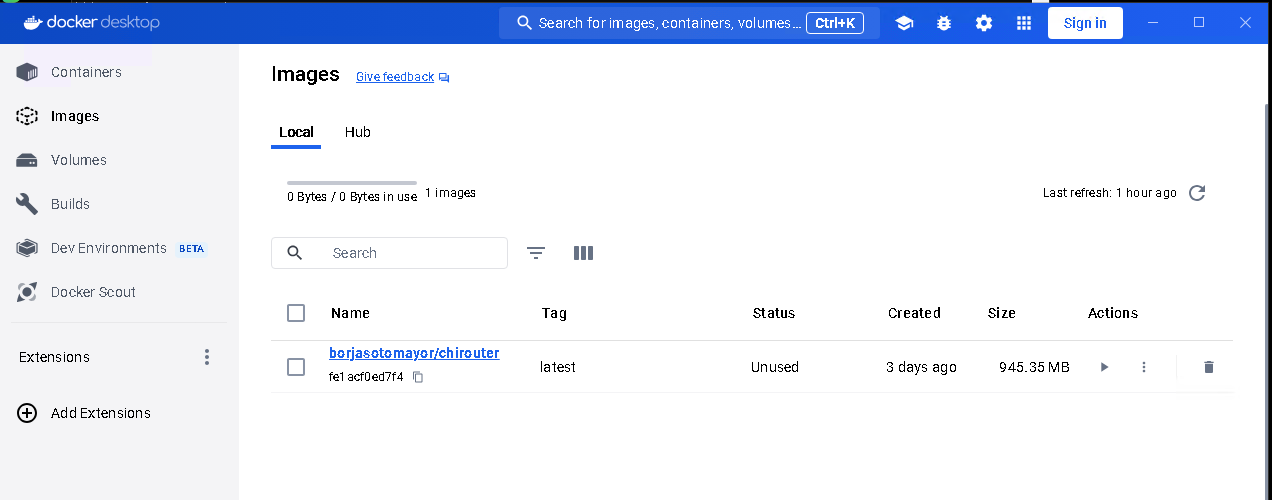 docker desktop
Search for images, containers, volumes... Ctrl+K
Sign in
Containers
Images
Volumes
Builds
Dev Environments BETA
Docker Scout
Extensions
Add Extensions
Images Give feedback
Local Hub
0 Bytes / 0 Bytes in use 1 images
Last refresh: 1 hour ago
Search
Name Tag Status Created Size Actions
borjasotomayor/chirouter latest Unused 3 days ago 945.35 MB
fe1acf0ed7f4